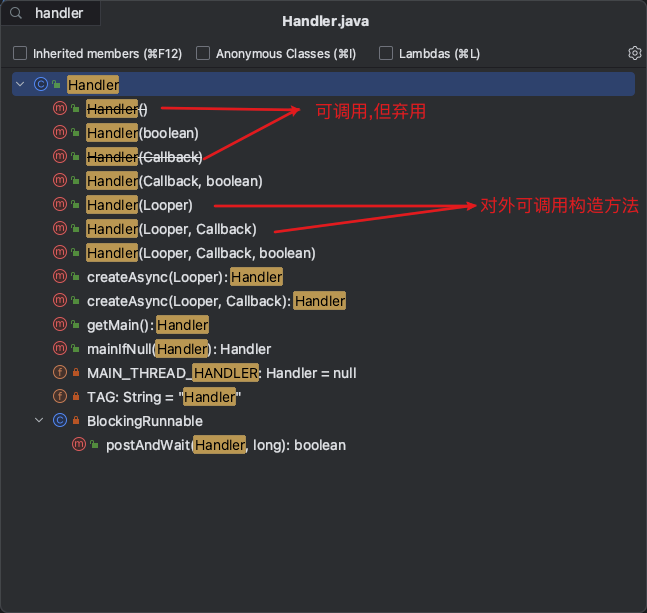 handler
Handler.java
Inherited members (⌘F12) Anonymous Classes (⌘I) Lambdas (⌘L)
Handler
Handler()
可调用,但弃用
Handler(boolean)
Handler(Callback)
Handler(Callback, boolean)
Handler(Looper)
对外可调用构造方法
Handler(Looper, Callback)
Handler(Looper, Callback, boolean)
createAsync(Looper): Handler
createAsync(Looper, Callback): Handler
getMain(): Handler
mainIfNull(Handler): Handler
MAIN_THREAD_HANDLER: Handler = null
TAG: String = "Handler"
BlockingRunnable
postAndWait(Handler, long): boolean